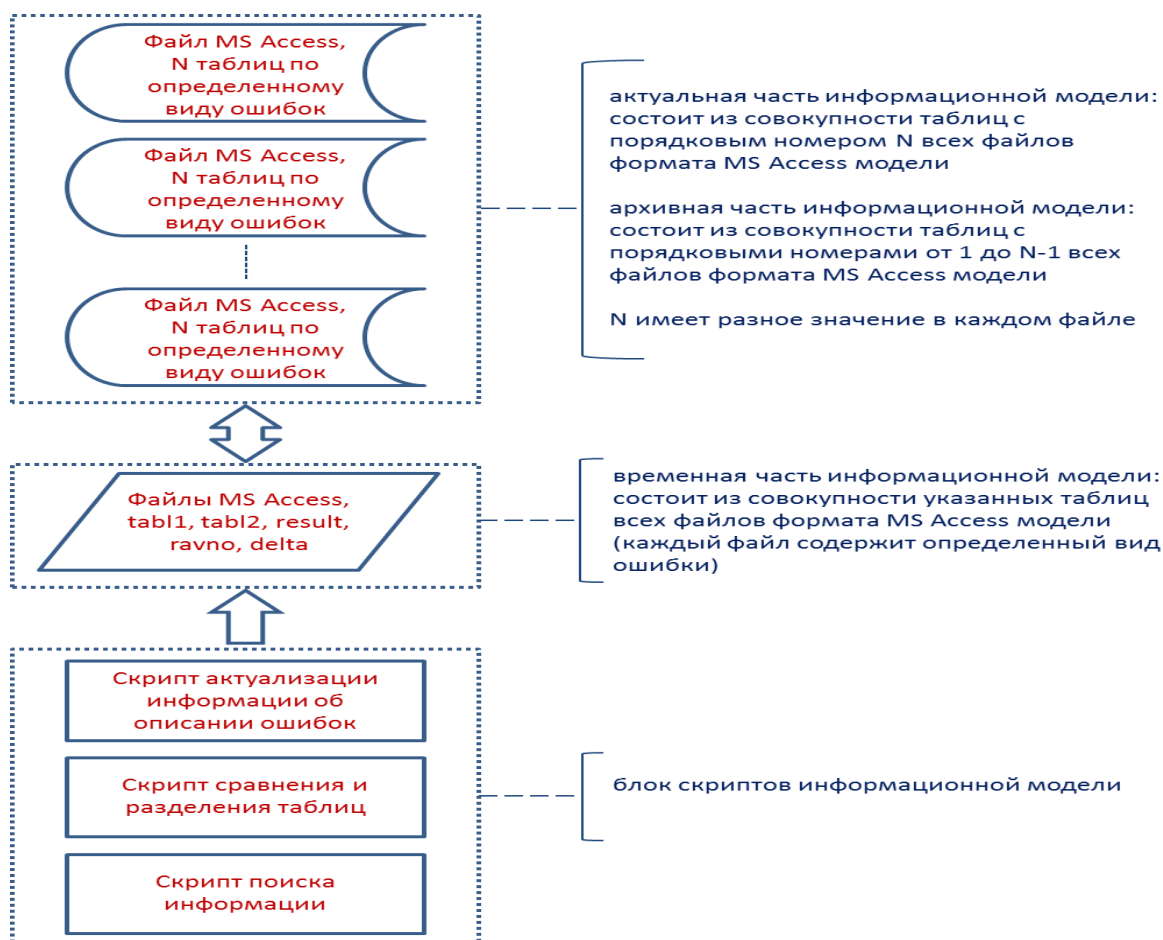 Файл MS Access,
N таблиц по
определенному
виду ошибок
Файл MS Access,
N таблиц по
определенному
виду ошибок
Файл MS Access,
N таблиц по
определенному
виду ошибок
актуальная часть информационной модели:
состоит из совокупности таблиц с
порядковым номером N всех файлов
формата MS Access модели
архивная часть информационной модели:
состоит из совокупности таблиц с
порядковыми номерами от 1 до N-1 всех
файлов формата MS Access модели
N имеет разное значение в каждом файле
Файлы MS Access,
tabl1, tabl2, result,
ravno, delta
временная часть информационной модели:
состоит из совокупности указанных таблиц
всех файлов формата MS Access модели
(каждый файл содержит определенный вид
ошибки)
Скрипт актуализации
информации об
описании ошибок
Скрипт сравнения и
разделения таблиц
Скрипт поиска
информации
блок скриптов информационной модели